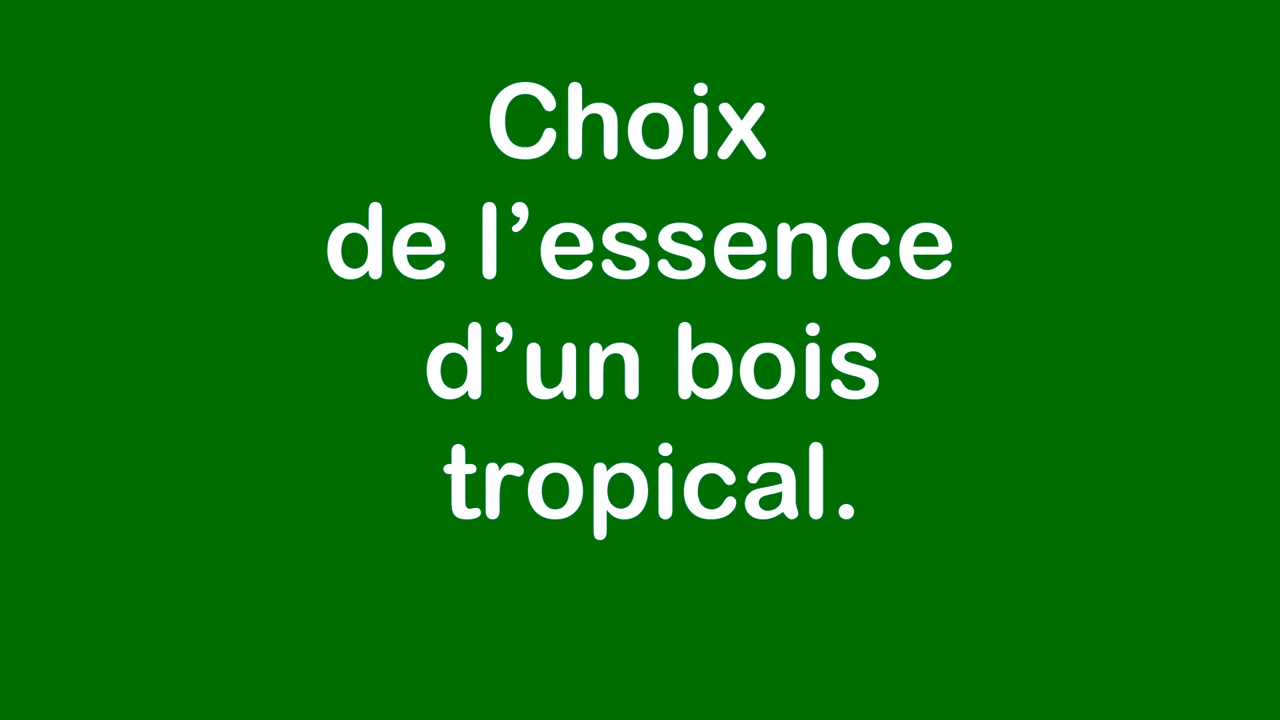 Choix
de l’essence
d’un bois
tropical.